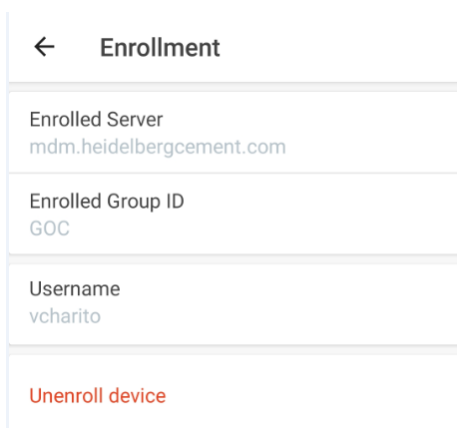 Enrollment
Enrolled Server
mdm.heidelbergcement.com
Enrolled Group ID
GOC
Username
vcharito
Unenroll device